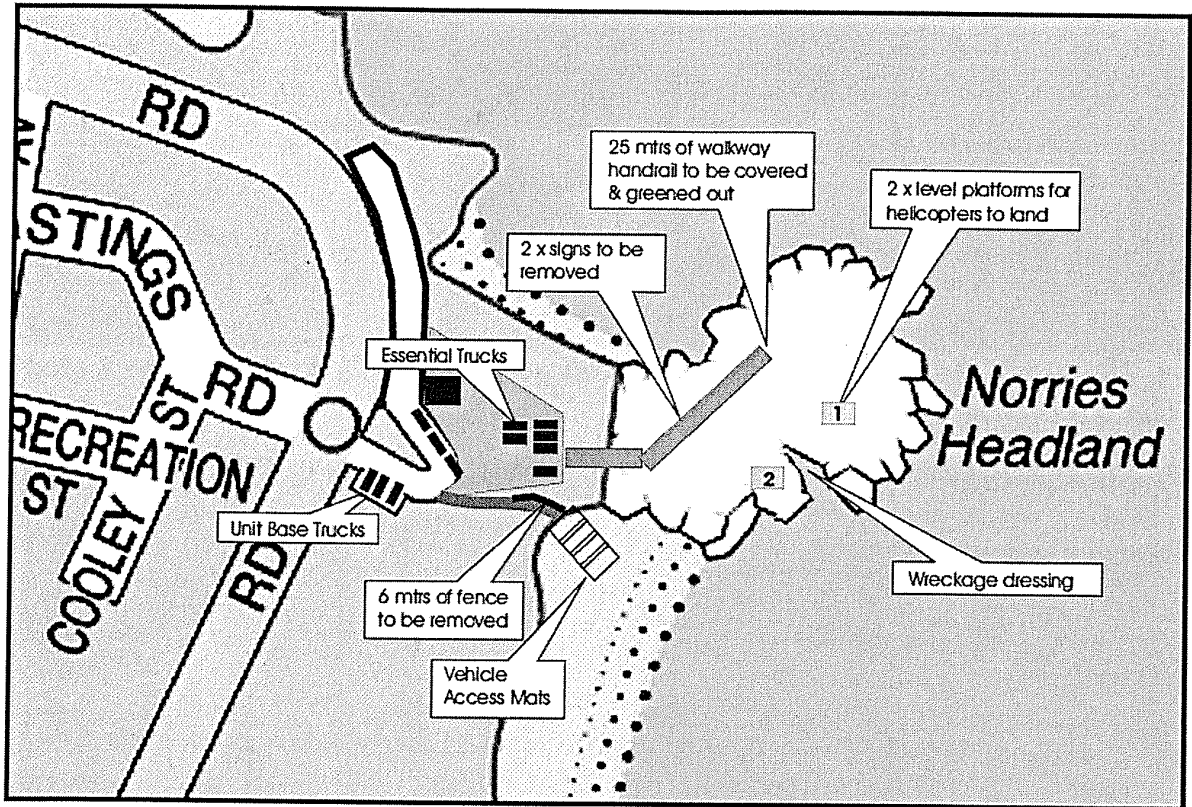 RD
25 mtrs of walkway
handrail to be covered
& greened out
2 x level platforms for
helicopters to land
2 x signs to be
removed
ASTINGS
RD
Essential Trucks
ST
1
Norries
Headland
RECREATION
ST
2
Unit Base Trucks
COOLEY
RD
Wreckage dressing
6 mtrs of fence
to be removed
Vehicle
Access Mats